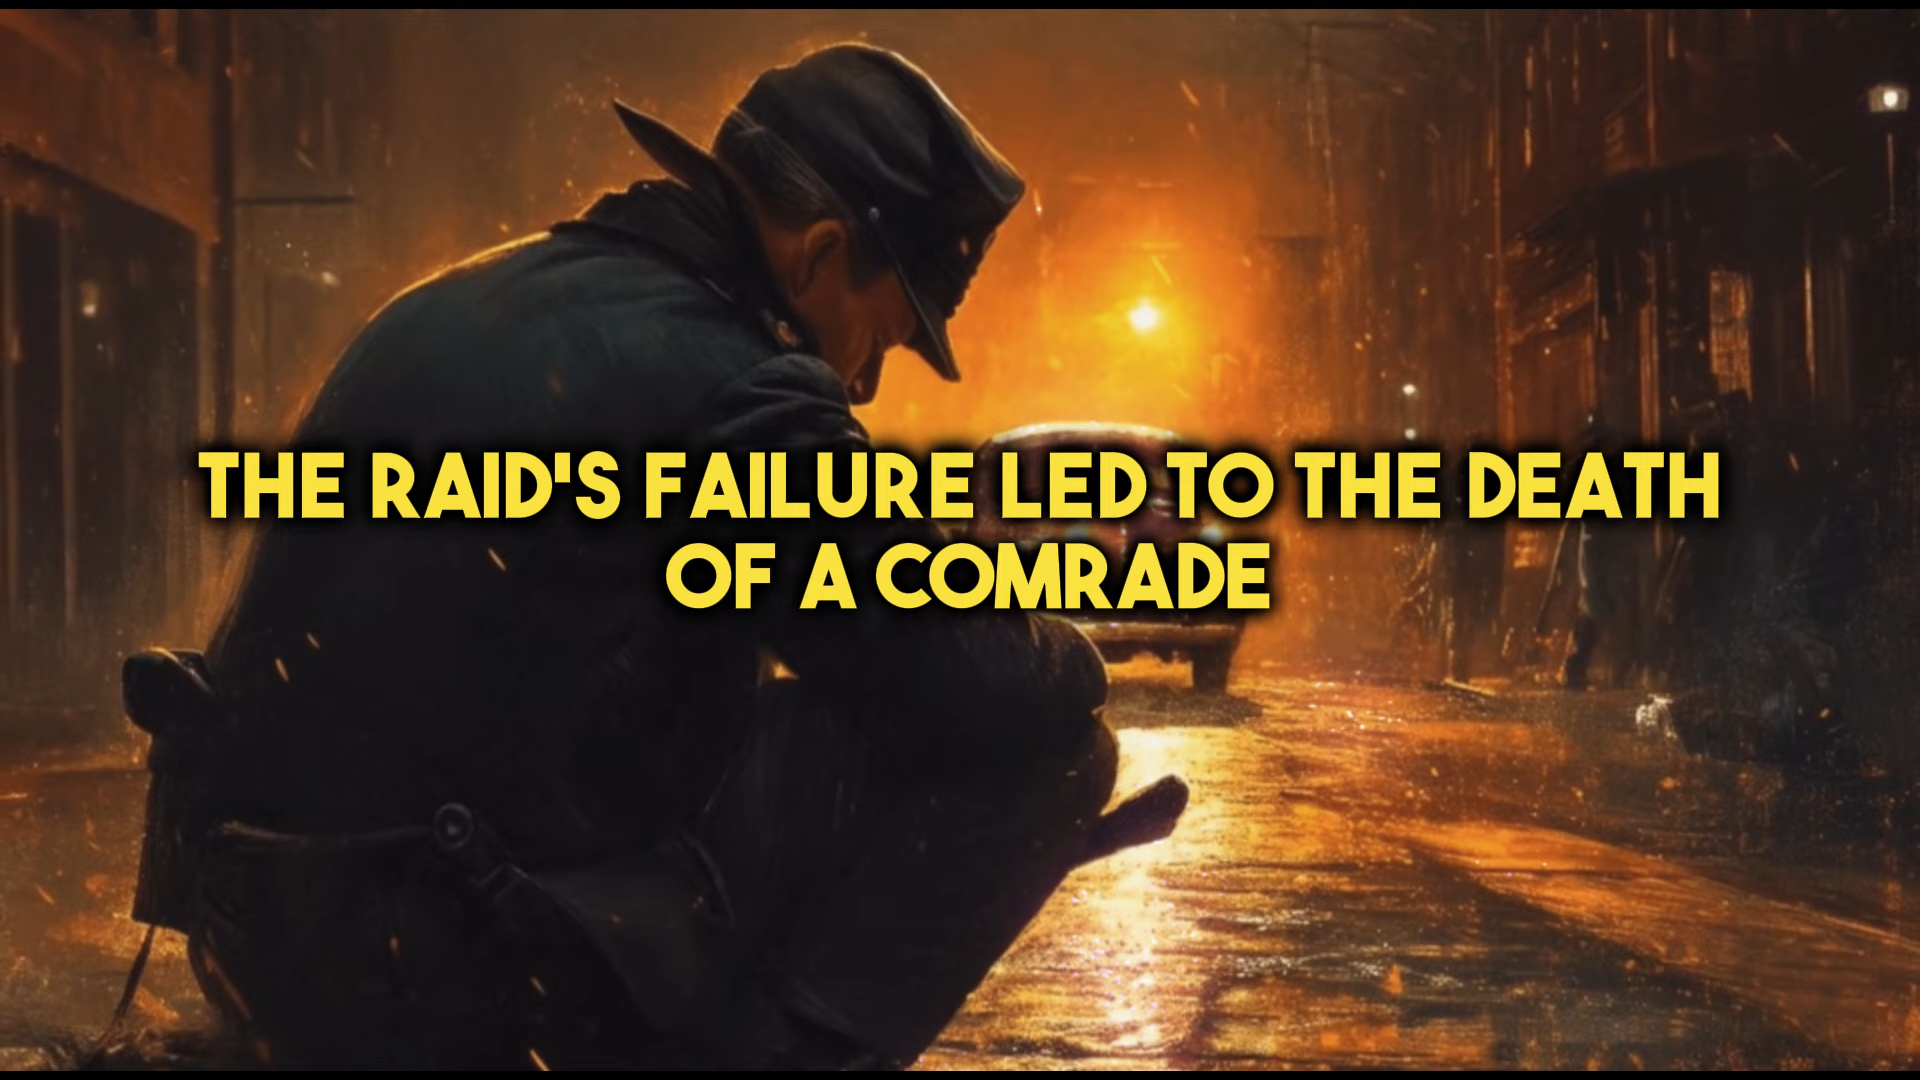 THE RAID'S FAILURE LED TO THE DEATH
OF A COMRADE